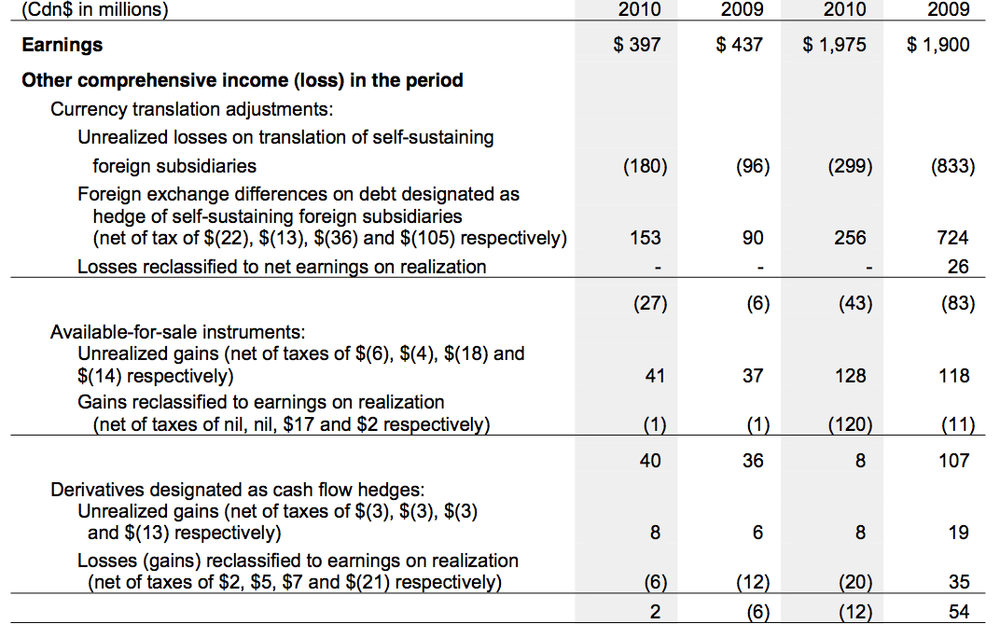 (Cdn$ in millions) 2010 2009 2010 2009
Earnings $ 397 $ 437 $ 1,975 $ 1,900
Other comprehensive income (loss) in the period
Currency translation adjustments:
Unrealized losses on translation of self-sustaining
foreign subsidiaries (180) (96) (299) (833)
Foreign exchange differences on debt designated as
hedge of self-sustaining foreign subsidiaries
(net of tax of $(22), $(13), $(36) and $(105) respectively) 153 90 256 724
Losses reclassified to net earnings on realization - - - 26
(27) (6) (43) (83)
Available-for-sale instruments:
Unrealized gains (net of taxes of $(6), $(4), $(18) and
$(14) respectively) 41 37 128 118
Gains reclassified to earnings on realization
(net of taxes of nil, nil, $17 and $2 respectively) (1) (1) (120) (11)
40 36 8 107
Derivatives designated as cash flow hedges:
Unrealized gains (net of taxes of $(3), $(3), $(3)
and $(13) respectively) 8 6 8 19
Losses (gains) reclassified to earnings on realization
(net of taxes of $2, $5, $7 and $(21) respectively) (6) (12) (20) 35
2 (6) (12) 54